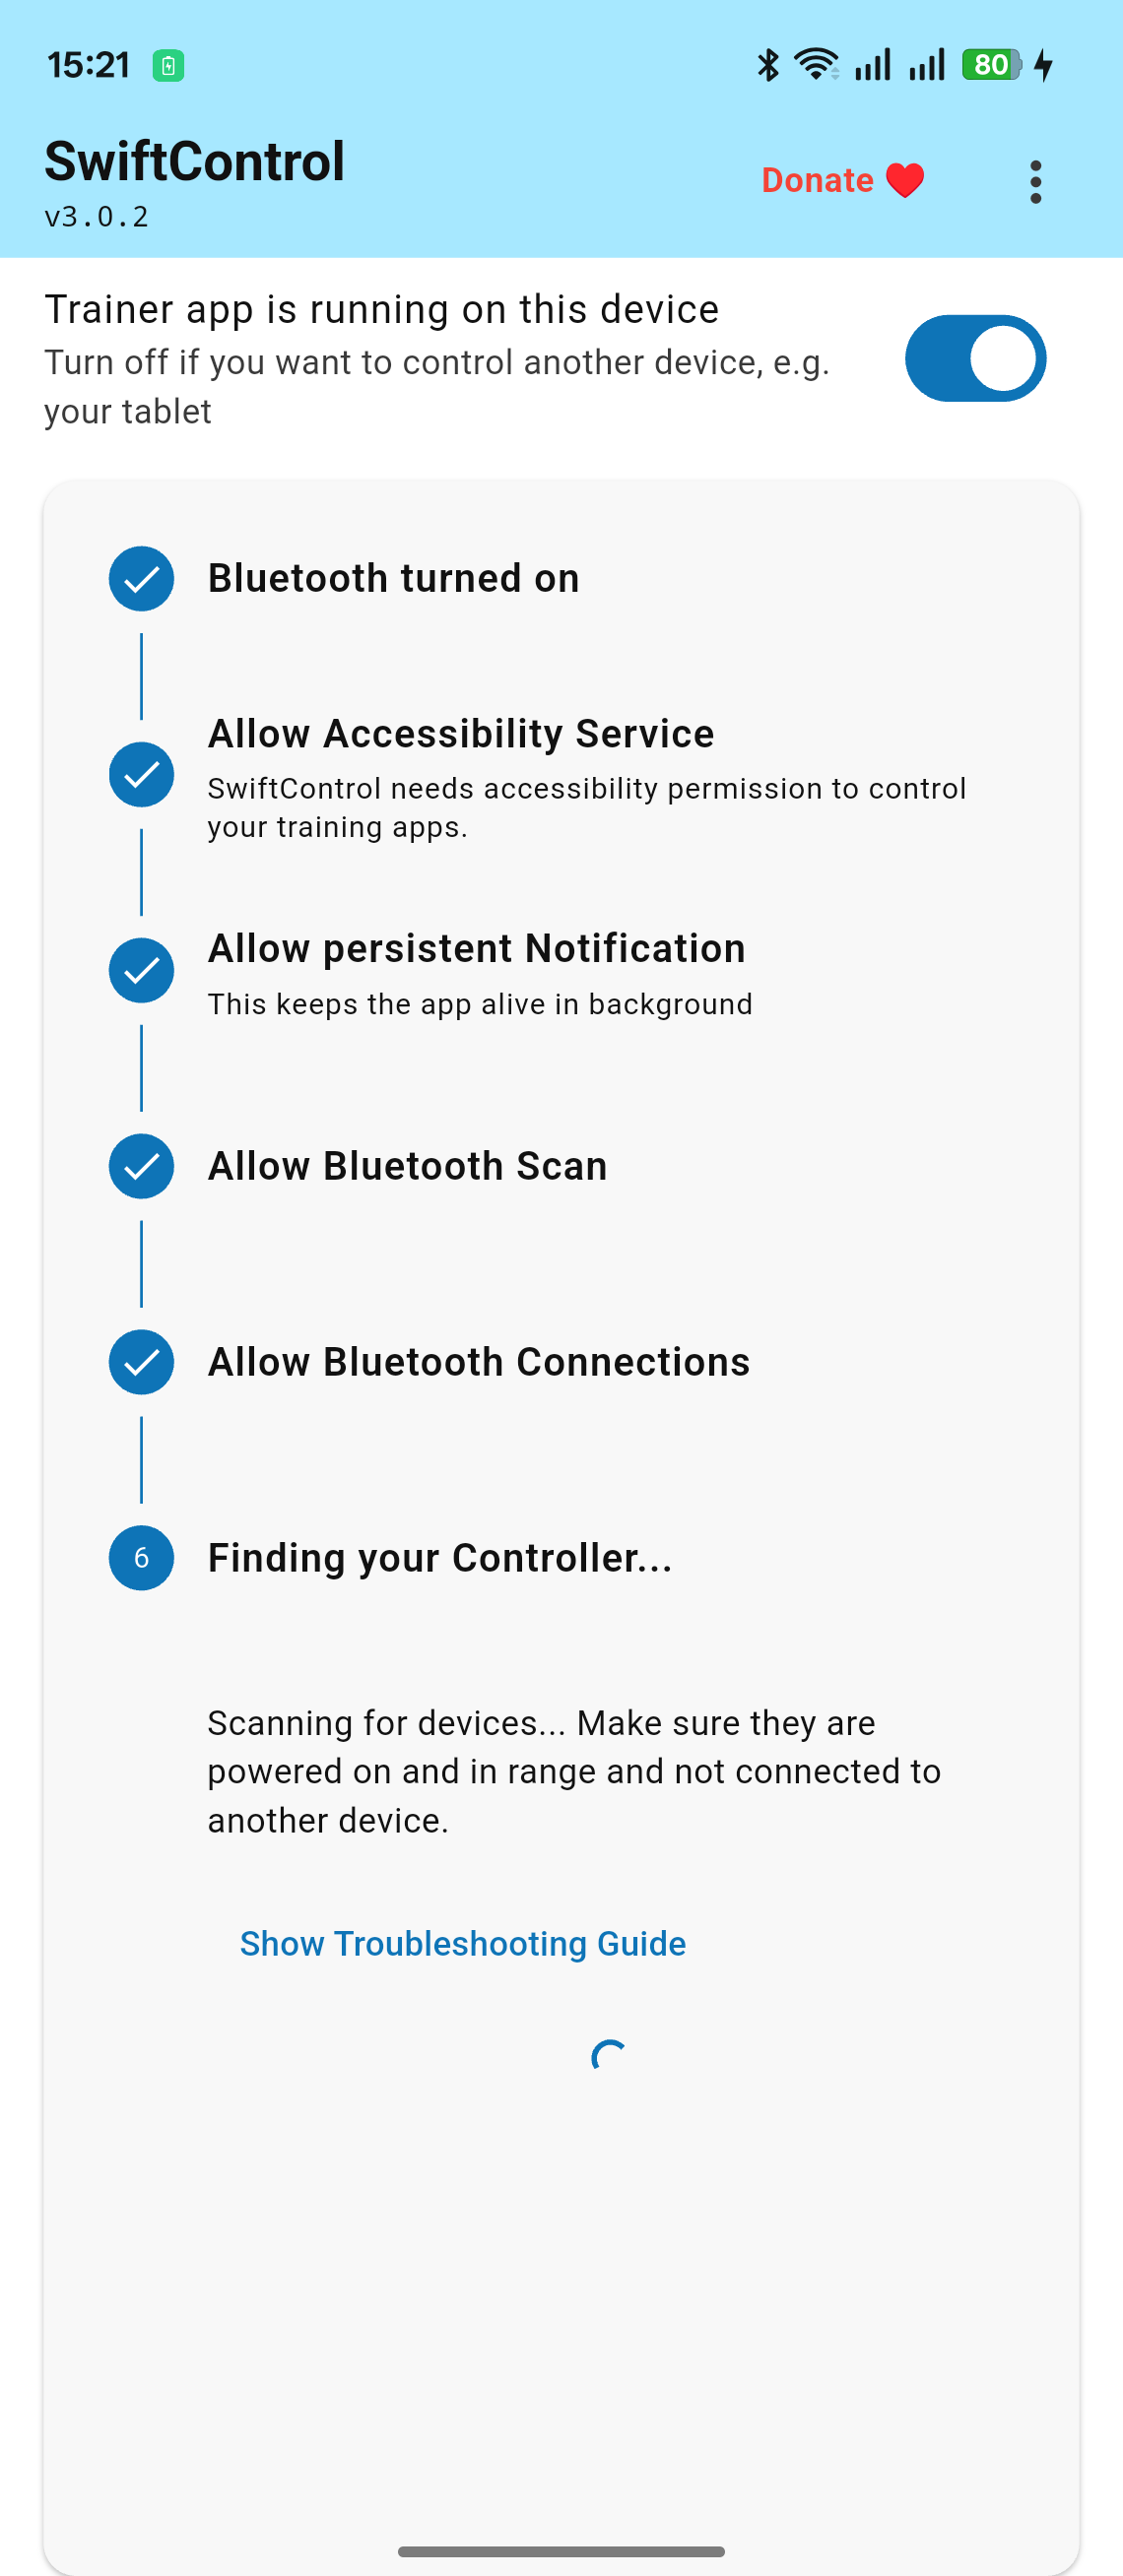 15:21
80
SwiftControl
v3.0.2
Donate
Trainer app is running on this device
Turn off if you want to control another device, e.g.
your tablet
Bluetooth turned on
Allow Accessibility Service
SwiftControl needs accessibility permission to control
your training apps.
Allow persistent Notification
This keeps the app alive in background
Allow Bluetooth Scan
Allow Bluetooth Connections
6
Finding your Controller...
Scanning for devices... Make sure they are
powered on and in range and not connected to
another device.
Show Troubleshooting Guide